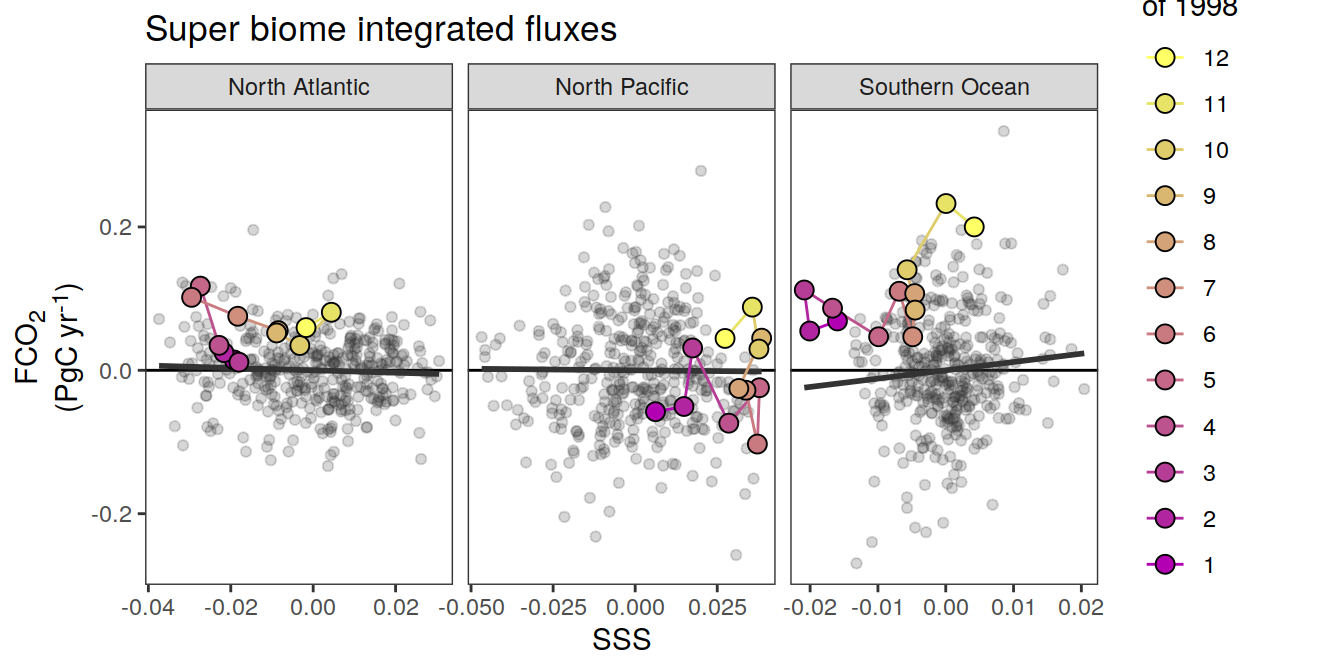 Super biome integrated fluxes
of 1998
North Atlantic
North Pacific
Southern Ocean
12
11
10
9
8
7
6
5
4
3
2
1
FCO₂
(PgC yr⁻¹)
0.2
0.0
-0.2
-0.04 -0.02 0.00 0.02
-0.050 -0.025 0.000 0.025
-0.02 -0.01 0.00 0.01 0.02
SSS